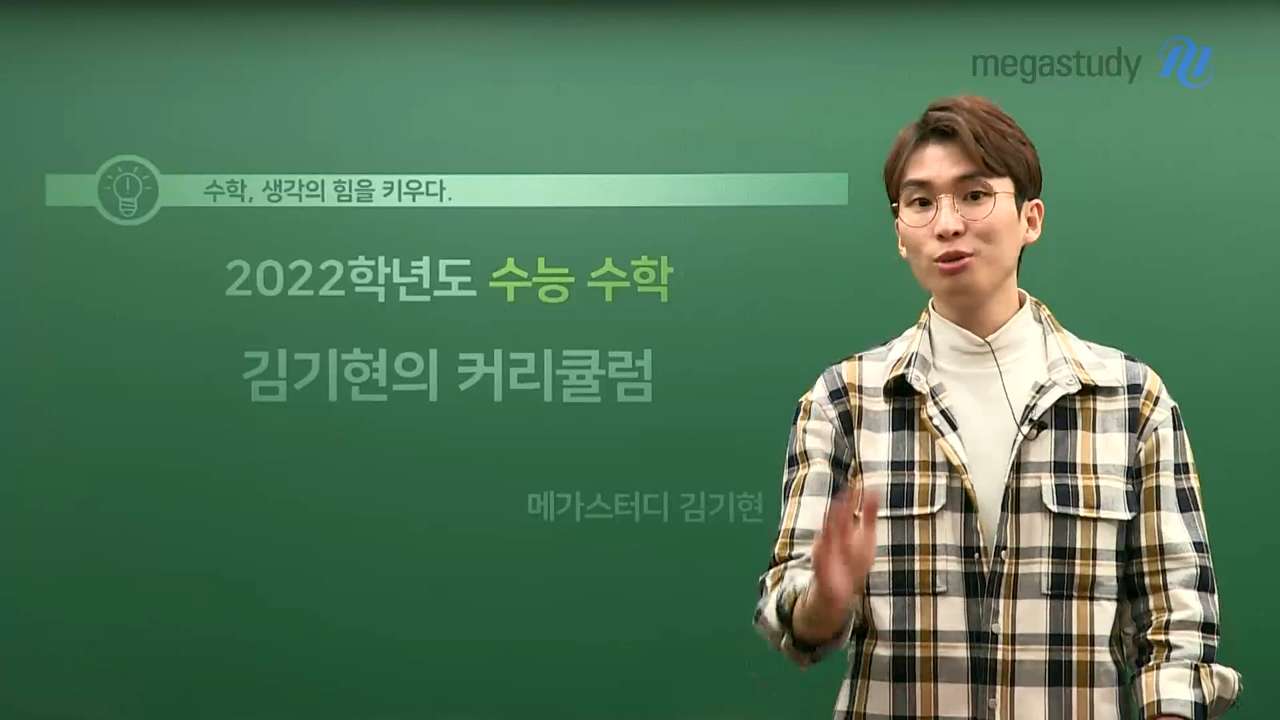 megastudy
수학, 생각의 힘을 키우다.
2022학년도 수능 수학
김기현의 커리큘럼
메가스터디 김기현